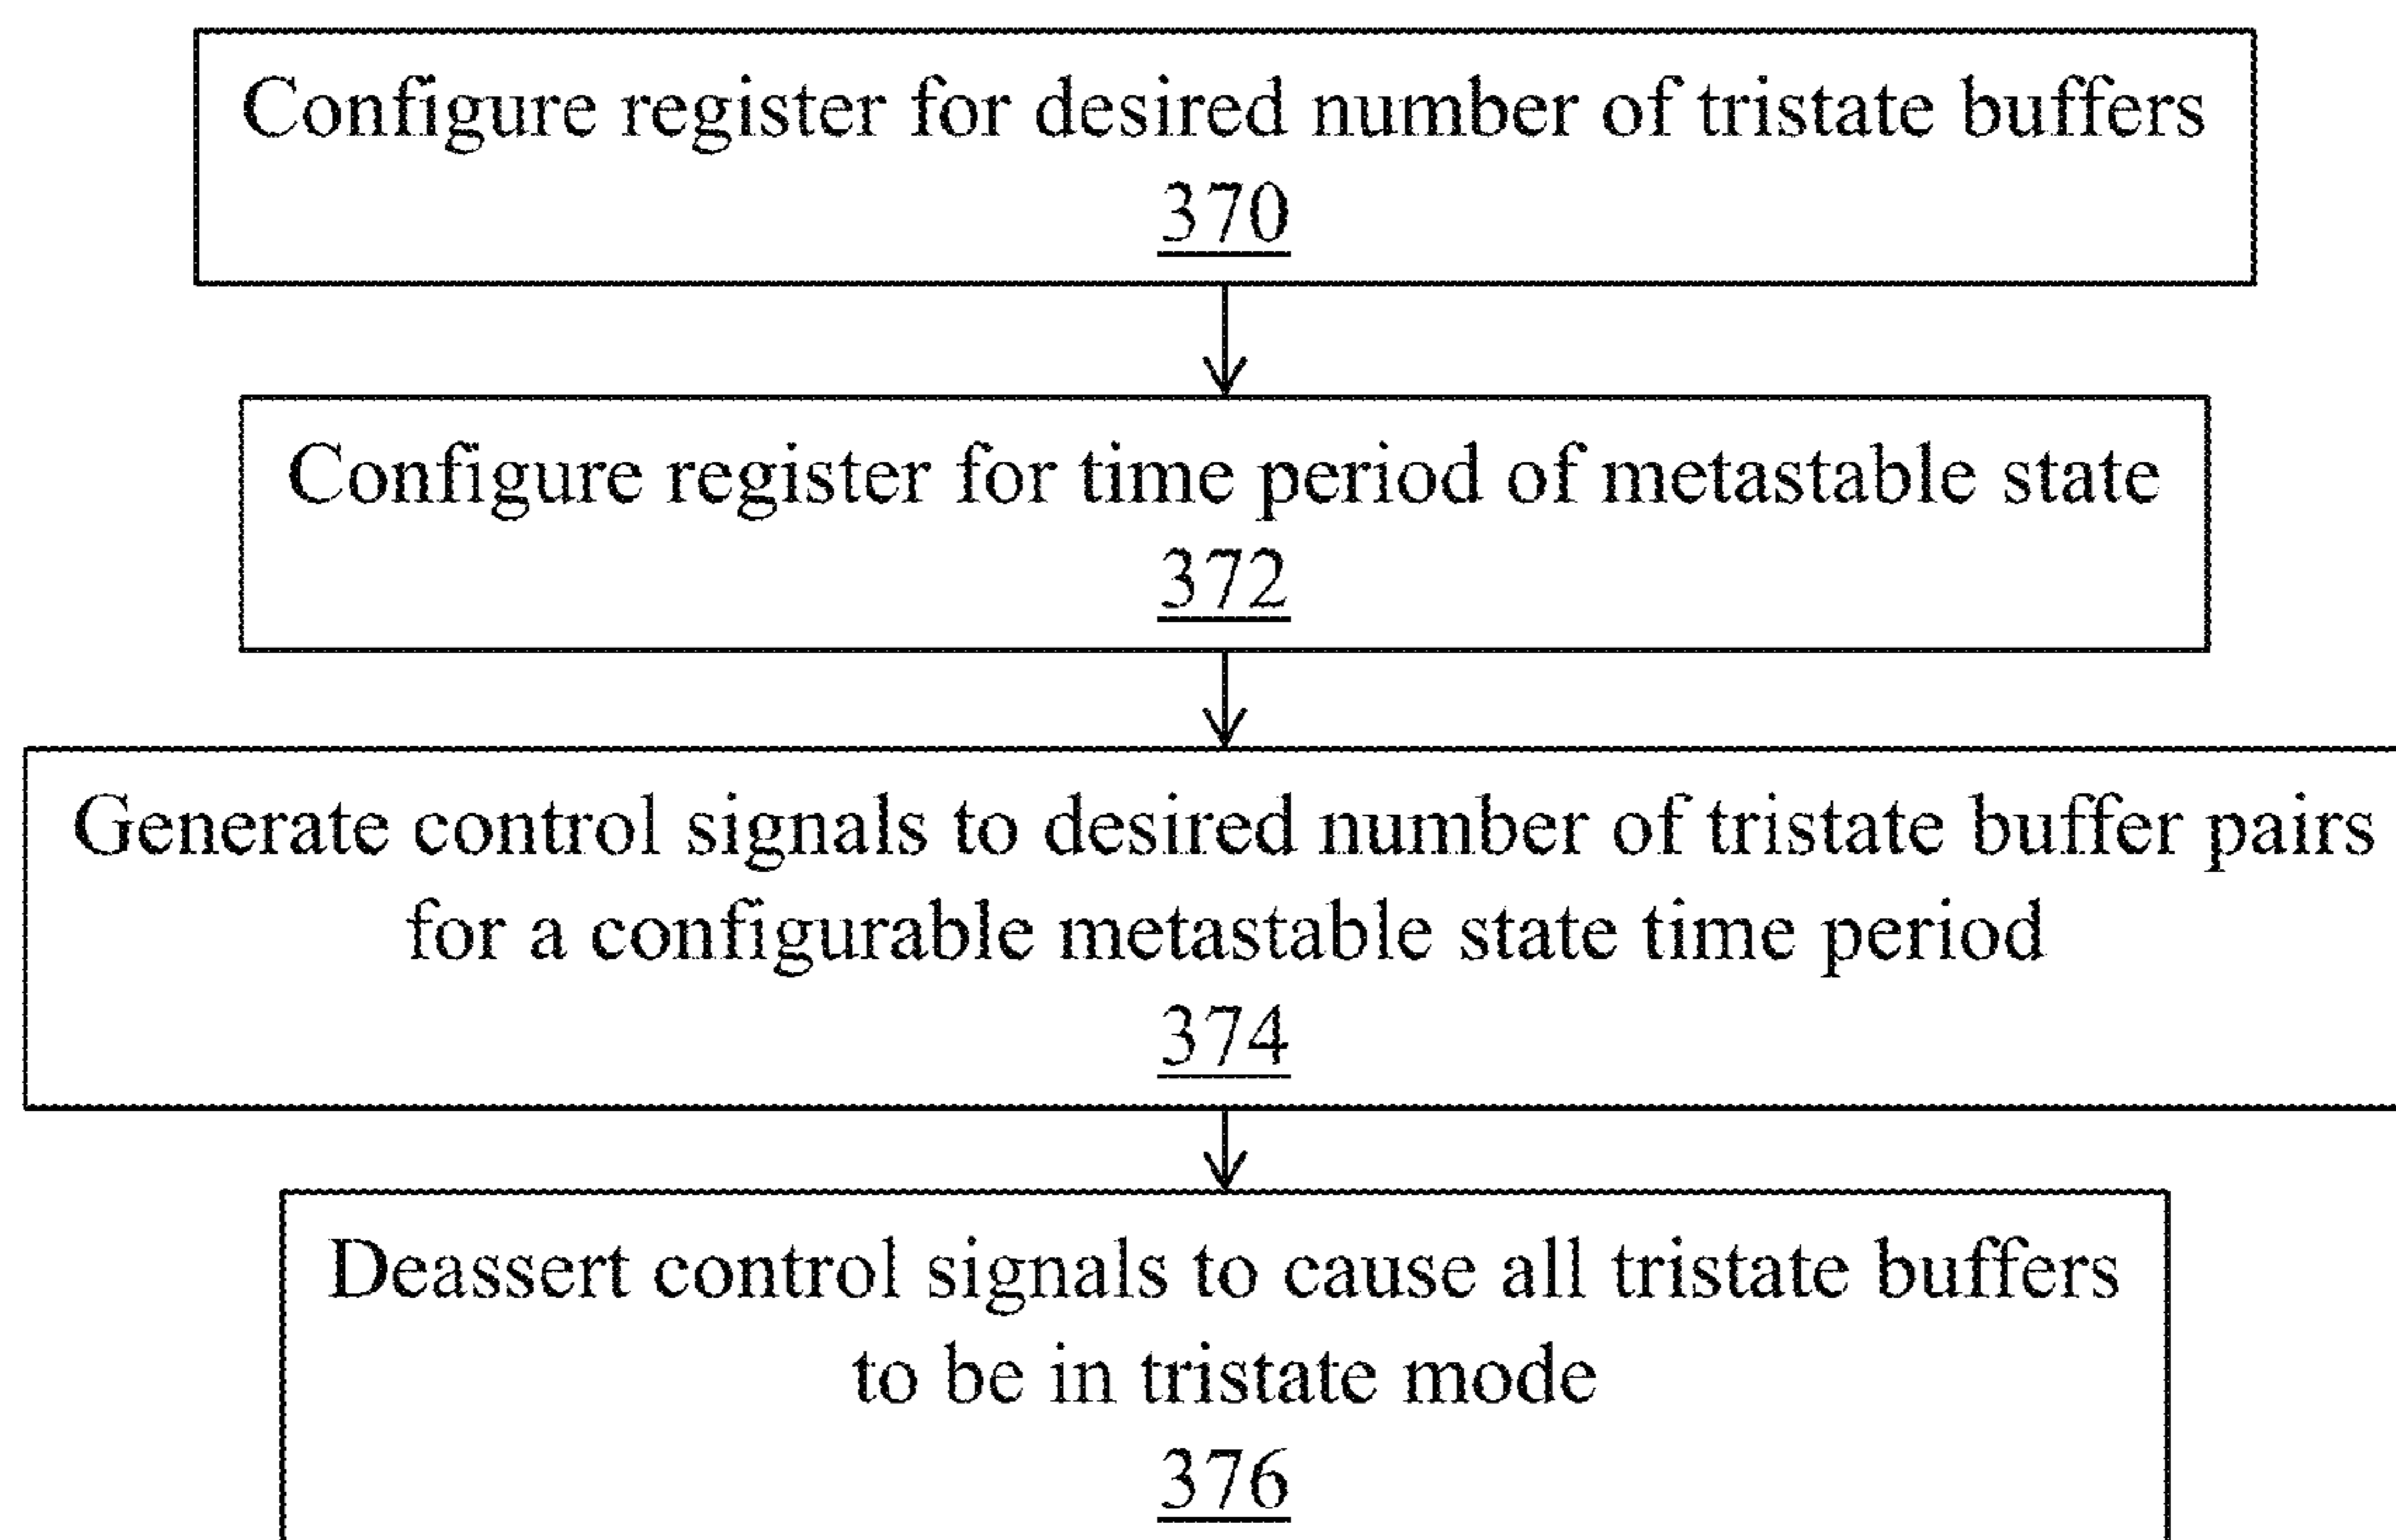 Configure register for desired number of tristate buffers
370
Configure register for time period of metastable state
372
Generate control signals to desired number of tristate buffer pairs
for a configurable metastable state time period
374
Deassert control signals to cause all tristate buffers
to be in tristate mode
376